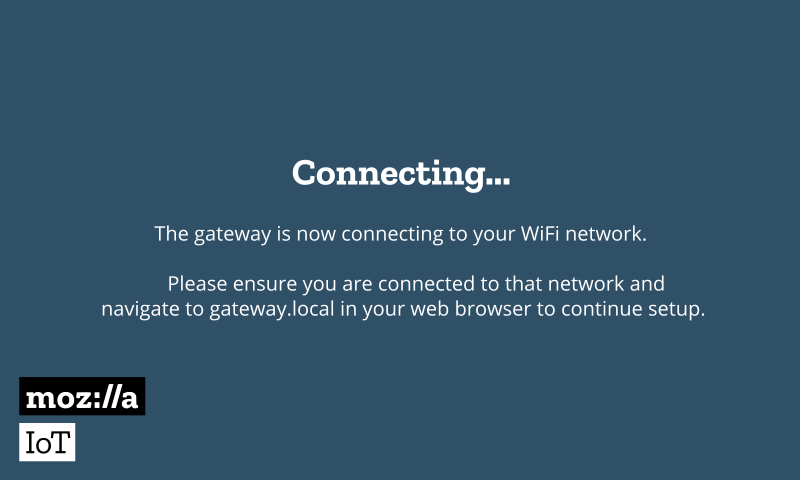 Connecting...
The gateway is now connecting to your WiFi network.
Please ensure you are connected to that network and
navigate to gateway.local in your web browser to continue setup.
moz://a
IoT